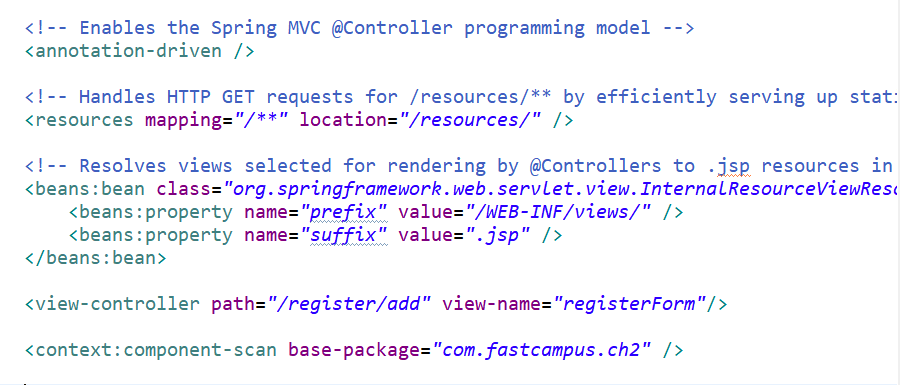 <!-- Enables the Spring MVC @Controller programming model -->
<annotation-driven />
<!-- Handles HTTP GET requests for /resources/** by efficiently serving up stati
<resources mapping="/**" location="/resources/" />
<!-- Resolves views selected for rendering by @Controllers to .jsp resources in
<beans:bean class="org.springframework.web.servlet.view.InternalResourceViewReso
<beans:property name="prefix" value="/WEB-INF/views/" />
<beans:property name="suffix" value=".jsp" />
</beans:bean>
<view-controller path="/register/add" view-name="registerForm"/>
<context:component-scan base-package="com.fastcampus.ch2" />